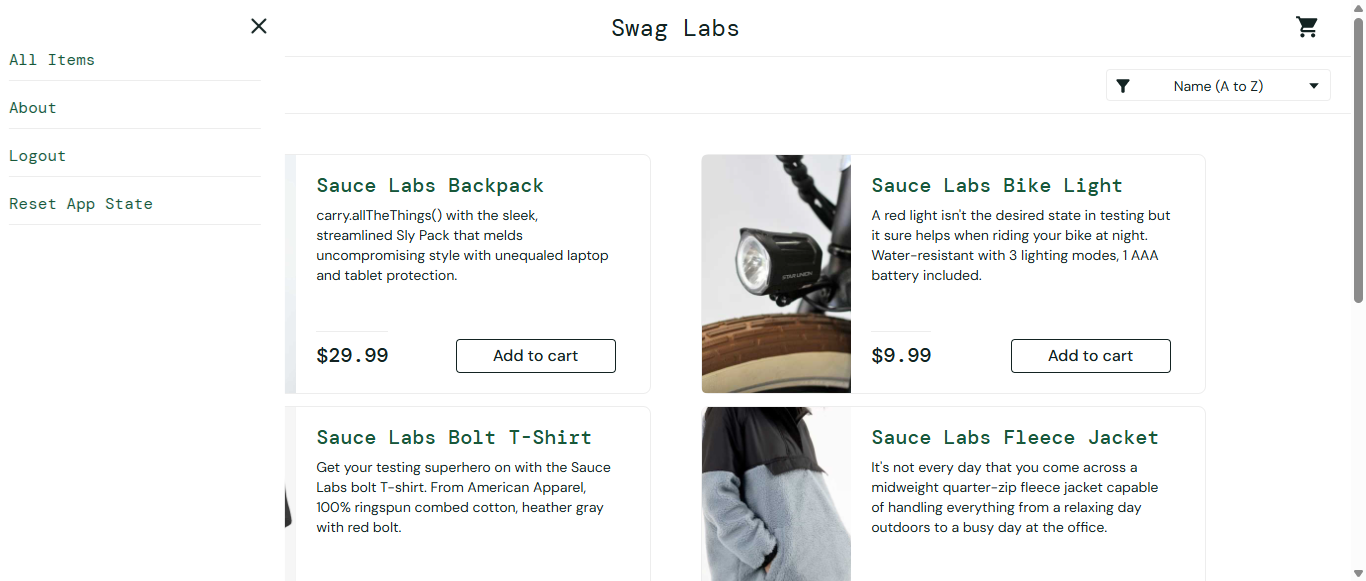 Swag Labs
All Items
About
Logout
Reset App State
Name (A to Z)
Sauce Labs Backpack
carry.allTheThings() with the sleek,
streamlined Sly Pack that melds
uncompromising style with unequaled laptop
and tablet protection.
$29.99
Add to cart
Sauce Labs Bike Light
A red light isn't the desired state in testing but
it sure helps when riding your bike at night.
Water-resistant with 3 lighting modes, 1 AAA
battery included.
$9.99
Add to cart
STAR UNION
Sauce Labs Bolt T-Shirt
Get your testing superhero on with the Sauce
Labs bolt T-shirt. From American Apparel,
100% ringspun combed cotton, heather gray
with red bolt.
Sauce Labs Fleece Jacket
It's not every day that you come across a
midweight quarter-zip fleece jacket capable
of handling everything from a relaxing day
outdoors to a busy day at the office.